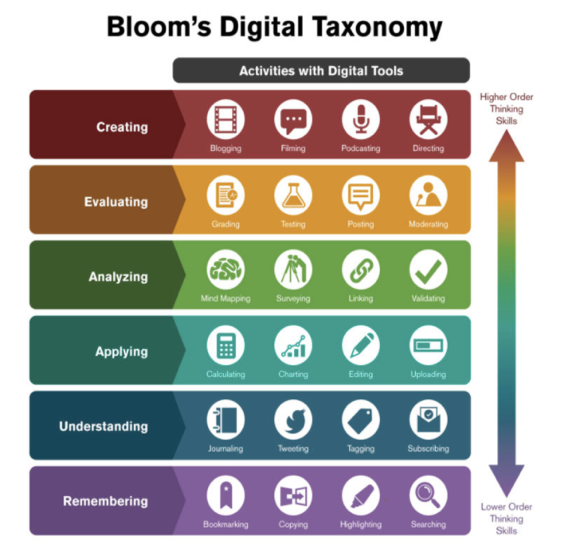 Bloom's Digital Taxonomy
Activities with Digital Tools
Higher Order
Thinking
Skills
Creating
Blogging
Filming
Podcasting
Directing
Evaluating
Grading
Testing
Posting
Moderating
Analyzing
Mind Mapping
Surveying
Linking
Validating
Applying
Calculating
Charting
Editing
Uploading
Understanding
Journaling
Tweeting
Tagging
Subscribing
Remembering
Bookmarking
Copying
Highlighting
Searching
Lower Order
Thinking
Skills